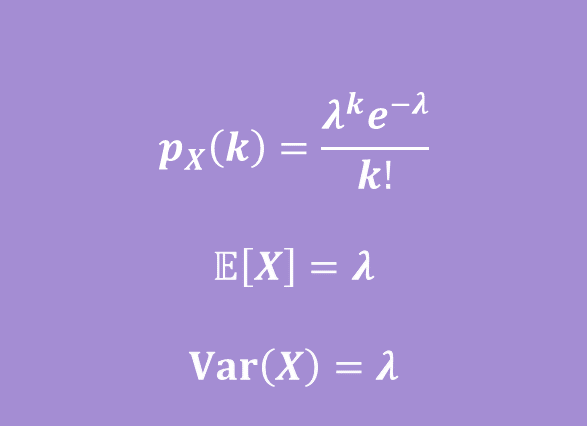 p_X(k) = λ^k e^{−λ} / k!
𝔼[X] = λ
Var(X) = λ